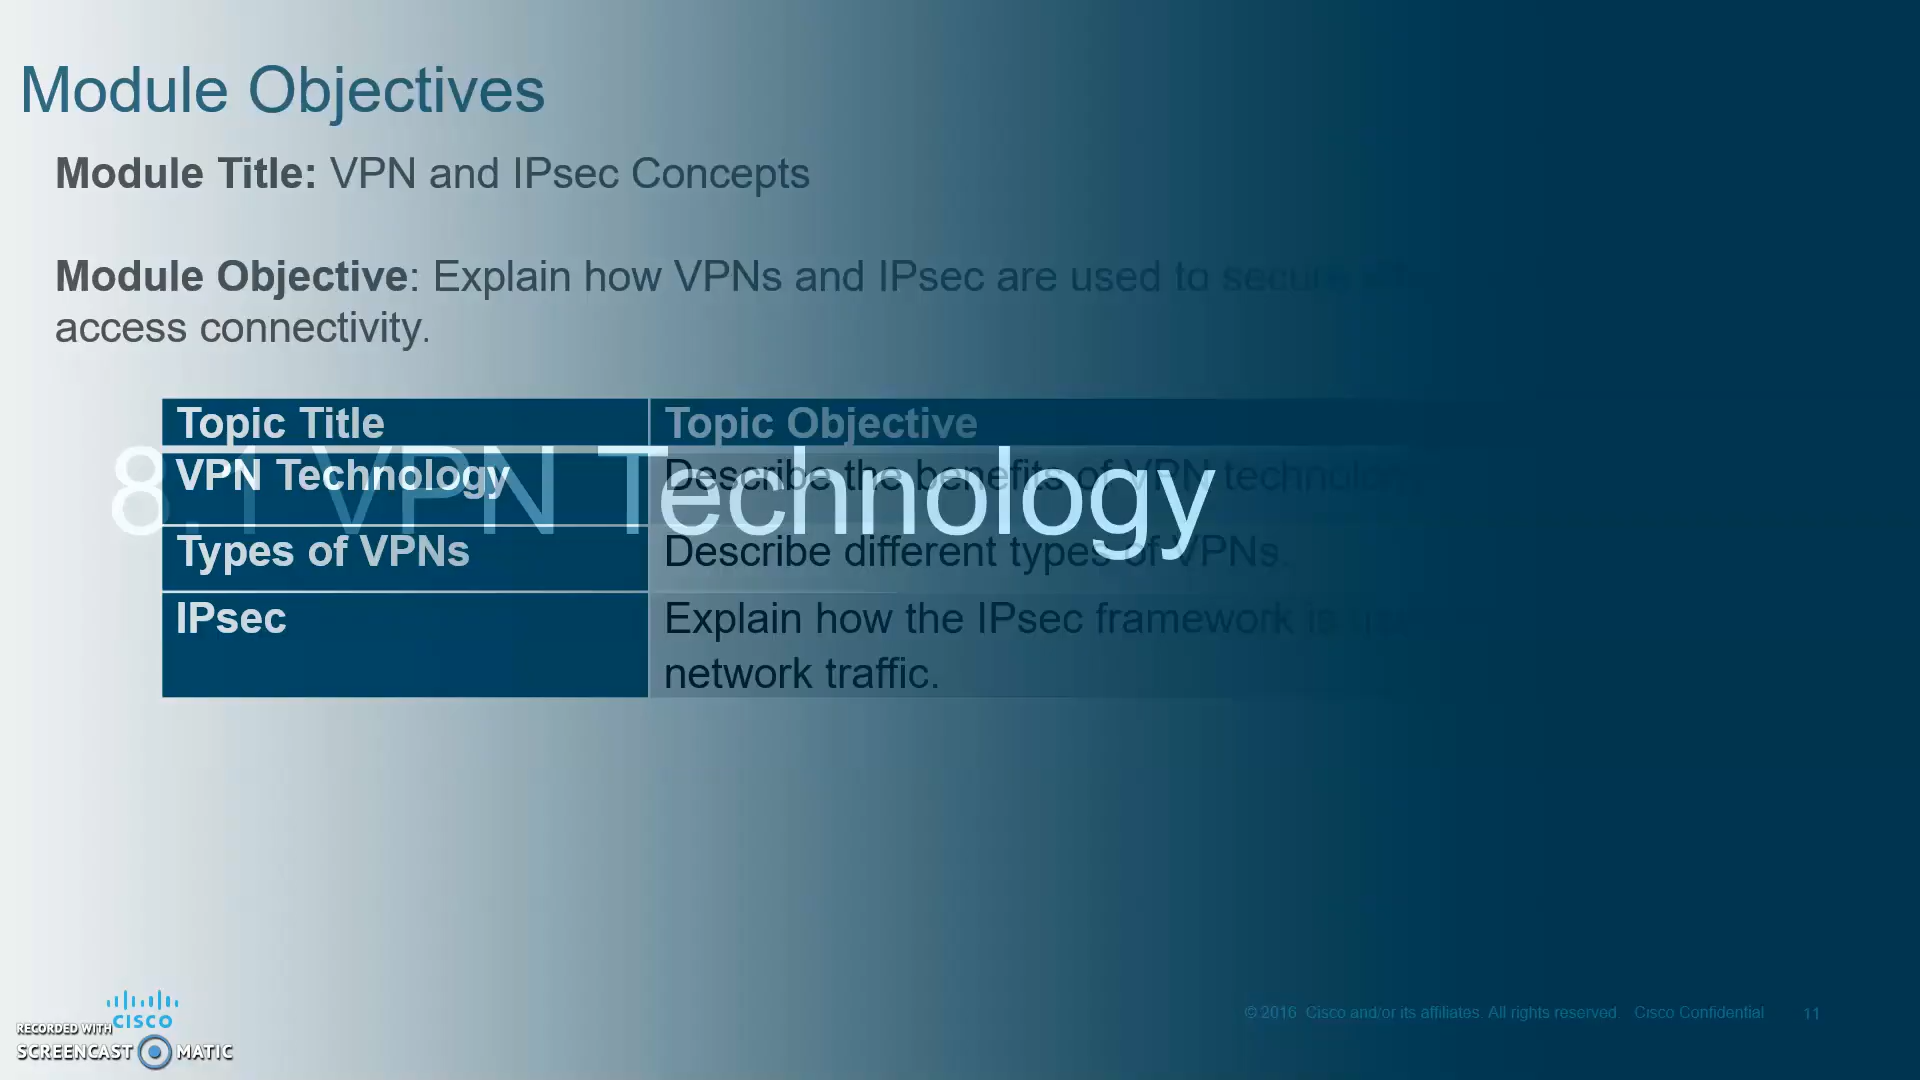 Module Objectives
Module Title: VPN and IPsec Concepts
Module Objective: Explain how VPNs and IPsec are used to secure
access connectivity.
Topic Title Topic Objective
8.1 VPN Technology
VPN Technology Describe the benefits of VPN technology
Types of VPNs Describe different types of VPNs.
IPsec Explain how the IPsec framework is
network traffic.
CISCO
RECORDED WITH
SCREENCAST MATIC
© 2016 Cisco and/or its affiliates. All rights reserved. Cisco Confidential 11